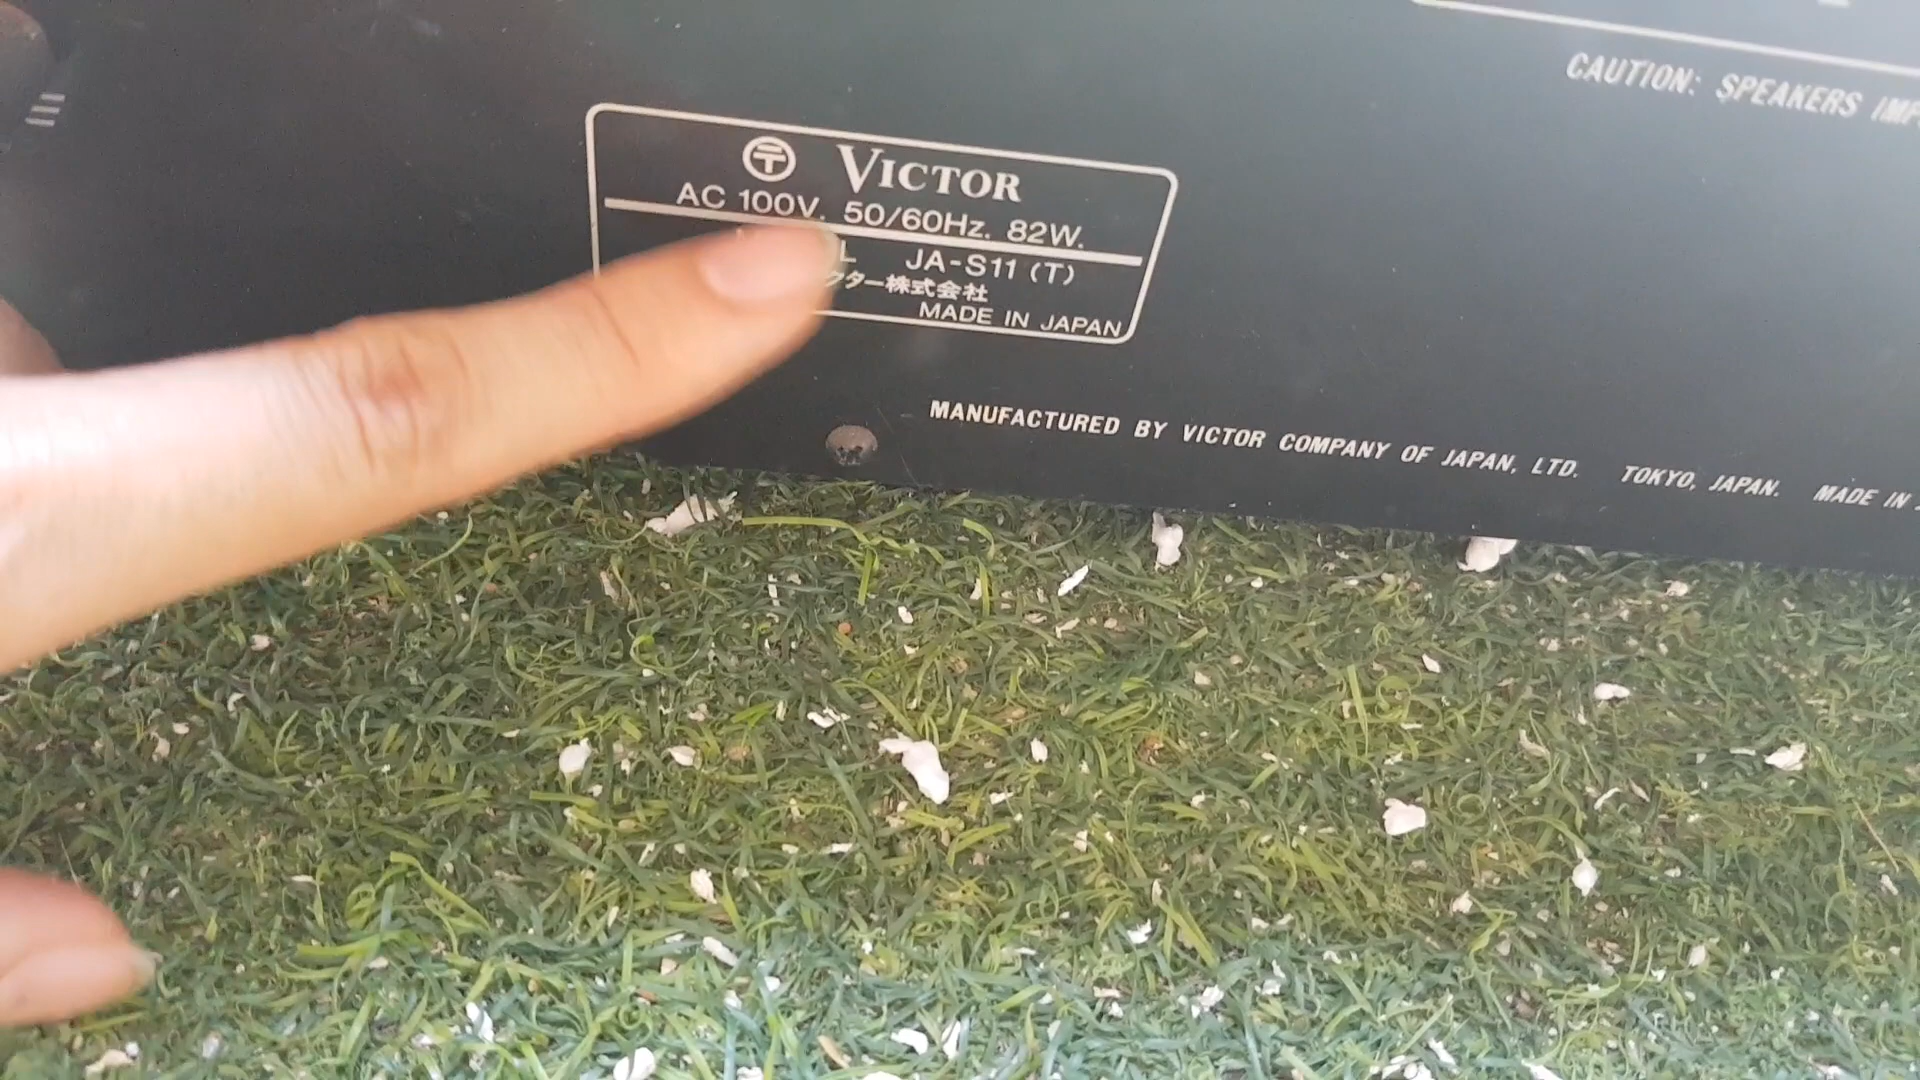 VICTOR
AC 100V. 50/60Hz. 82W.
JA-S11 (T)
クター株式会社
MADE IN JAPAN
CAUTION: SPEAKERS
MANUFACTURED BY VICTOR COMPANY OF JAPAN, LTD. TOKYO, JAPAN. MADE IN